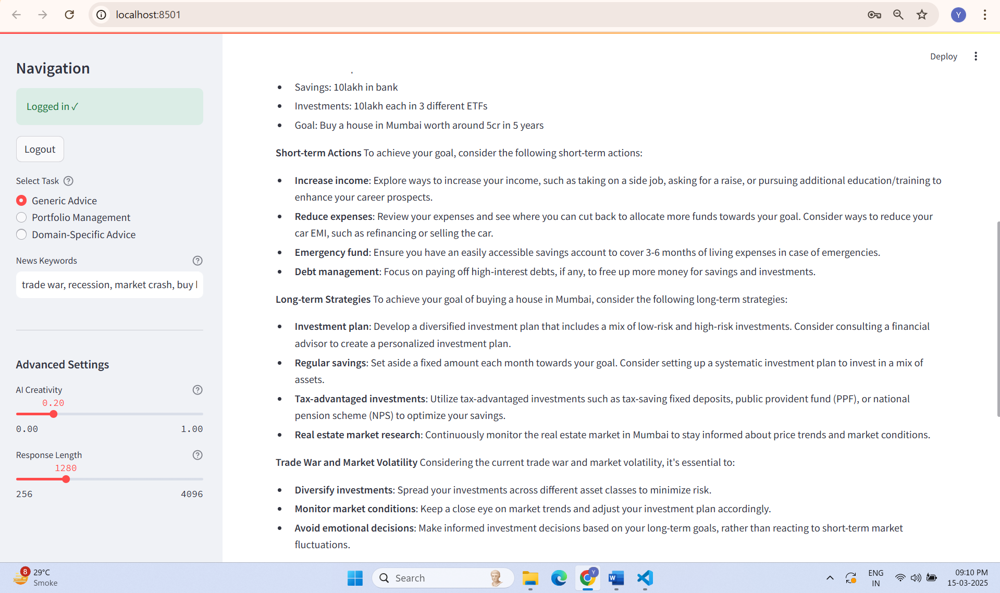 localhost:8501
Y
Deploy
Navigation
Logged in ✓
Logout
Select Task
Generic Advice
Portfolio Management
Domain-Specific Advice
News Keywords
trade war, recession, market crash, buy
Advanced Settings
AI Creativity
0.20
0.00 1.00
Response Length
1280
256 4096
Savings: 10lakh in bank
Investments: 10lakh each in 3 different ETFs
Goal: Buy a house in Mumbai worth around 5cr in 5 years
Short-term Actions To achieve your goal, consider the following short-term actions:
Increase income: Explore ways to increase your income, such as taking on a side job, asking for a raise, or pursuing additional education/training to
enhance your career prospects.
Reduce expenses: Review your expenses and see where you can cut back to allocate more funds towards your goal. Consider ways to reduce your
car EMI, such as refinancing or selling the car.
Emergency fund: Ensure you have an easily accessible savings account to cover 3-6 months of living expenses in case of emergencies.
Debt management: Focus on paying off high-interest debts, if any, to free up more money for savings and investments.
Long-term Strategies To achieve your goal of buying a house in Mumbai, consider the following long-term strategies:
Investment plan: Develop a diversified investment plan that includes a mix of low-risk and high-risk investments. Consider consulting a financial
advisor to create a personalized investment plan.
Regular savings: Set aside a fixed amount each month towards your goal. Consider setting up a systematic investment plan to invest in a mix of
assets.
Tax-advantaged investments: Utilize tax-advantaged investments such as tax-saving fixed deposits, public provident fund (PPF), or national
pension scheme (NPS) to optimize your savings.
Real estate market research: Continuously monitor the real estate market in Mumbai to stay informed about price trends and market conditions.
Trade War and Market Volatility Considering the current trade war and market volatility, it's essential to:
Diversify investments: Spread your investments across different asset classes to minimize risk.
Monitor market conditions: Keep a close eye on market trends and adjust your investment plan accordingly.
Avoid emotional decisions: Make informed investment decisions based on your long-term goals, rather than reacting to short-term market
fluctuations.
8
29°C
Smoke
Search
Y
W
ENG
IN
09:10 PM
15-03-2025